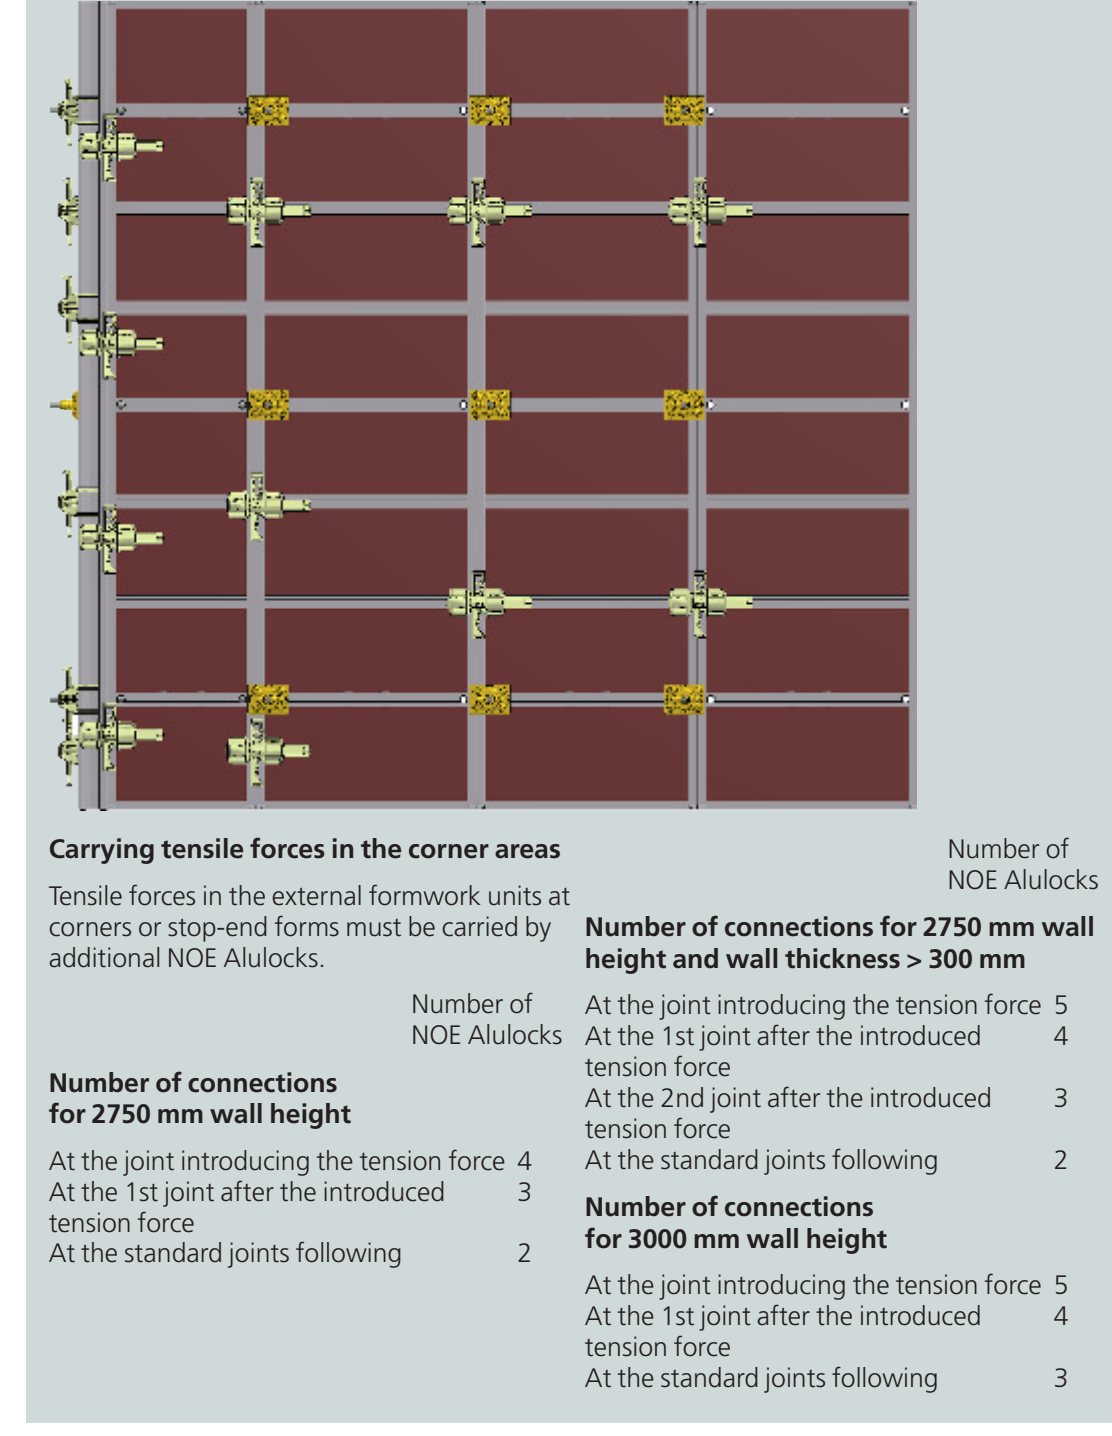 Carrying tensile forces in the corner areas
Tensile forces in the external formwork units at
corners or stop-end forms must be carried by
additional NOE Alulocks.
Number of
NOE Alulocks
Number of connections
for 2750 mm wall height
At the joint introducing the tension force 4
At the 1st joint after the introduced 3
tension force
At the standard joints following 2
Number of
NOE Alulocks
Number of connections for 2750 mm wall
height and wall thickness > 300 mm
At the joint introducing the tension force 5
At the 1st joint after the introduced 4
tension force
At the 2nd joint after the introduced 3
tension force
At the standard joints following 2
Number of connections
for 3000 mm wall height
At the joint introducing the tension force 5
At the 1st joint after the introduced 4
tension force
At the standard joints following 3